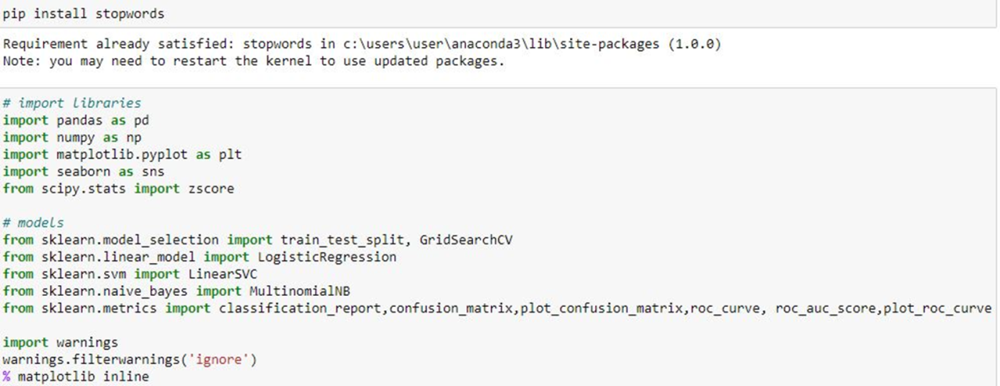 pip install stopwords
Requirement already satisfied: stopwords in c:\users\user\anaconda3\lib\site-packages (1.0.0)
Note: you may need to restart the kernel to use updated packages.
# import libraries
import pandas as pd
import numpy as np
import matplotlib.pyplot as plt
import seaborn as sns
from scipy.stats import zscore
# models
from sklearn.model_selection import train_test_split, GridSearchCV
from sklearn.linear_model import LogisticRegression
from sklearn.svm import LinearSVC
from sklearn.naive_bayes import MultinomialNB
from sklearn.metrics import classification_report,confusion_matrix,plot_confusion_matrix,roc_curve, roc_auc_score,plot_roc_curve
import warnings
warnings.filterwarnings('ignore')
% matplotlib inline